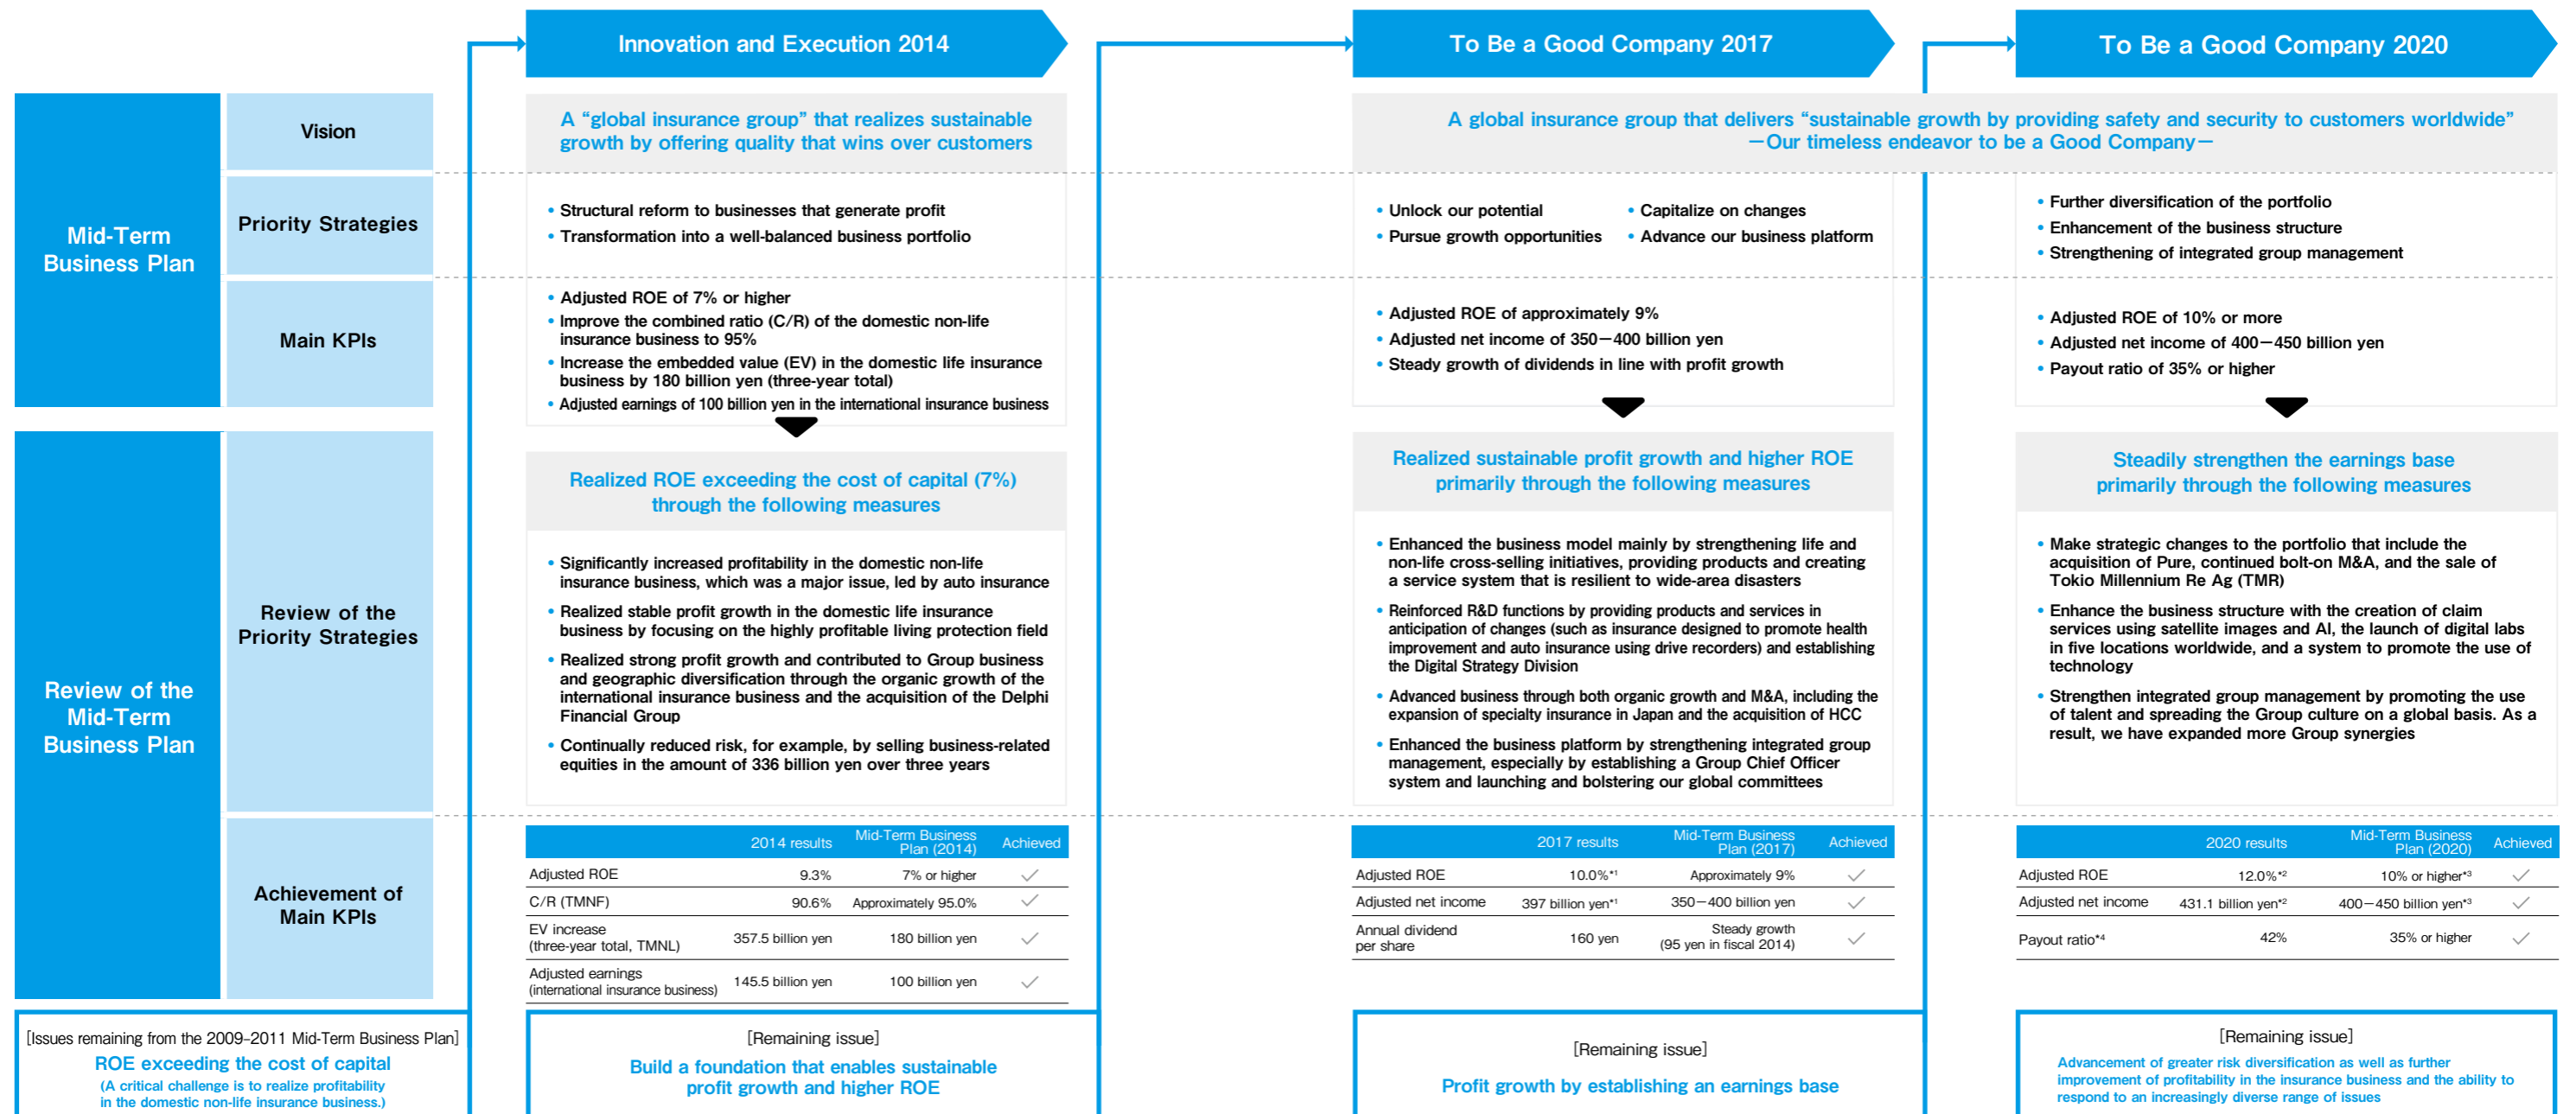 Innovation and Execution 2014
To Be a Good Company 2017
To Be a Good Company 2020
Mid-Term
Business Plan
Vision
A “global insurance group” that realizes sustainable
growth by offering quality that wins over customers
A global insurance group that delivers “sustainable growth by providing safety and security to customers worldwide”
—Our timeless endeavor to be a Good Company—
Priority Strategies
• Structural reform to businesses that generate profit
• Transformation into a well-balanced business portfolio
• Unlock our potential
• Pursue growth opportunities
• Capitalize on changes
• Advance our business platform
• Further diversification of the portfolio
• Enhancement of the business structure
• Strengthening of integrated group management
Main KPIs
• Adjusted ROE of 7% or higher
• Improve the combined ratio (C/R) of the domestic non-life
insurance business to 95%
• Increase the embedded value (EV) in the domestic life insurance
business by 180 billion yen (three-year total)
• Adjusted earnings of 100 billion yen in the international insurance business
• Adjusted ROE of approximately 9%
• Adjusted net income of 350—400 billion yen
• Steady growth of dividends in line with profit growth
• Adjusted ROE of 10% or more
• Adjusted net income of 400—450 billion yen
• Payout ratio of 35% or higher
Review of the
Mid-Term
Business Plan
Review of the
Priority Strategies
Realized ROE exceeding the cost of capital (7%)
through the following measures
• Significantly increased profitability in the domestic non-life
insurance business, which was a major issue, led by auto insurance
• Realized stable profit growth in the domestic life insurance
business by focusing on the highly profitable living protection field
• Realized strong profit growth and contributed to Group business
and geographic diversification through the organic growth of the
international insurance business and the acquisition of the Delphi
Financial Group
• Continually reduced risk, for example, by selling business-related
equities in the amount of 336 billion yen over three years
Realized sustainable profit growth and higher ROE
primarily through the following measures
• Enhanced the business model mainly by strengthening life and
non-life cross-selling initiatives, providing products and creating
a service system that is resilient to wide-area disasters
• Reinforced R&D functions by providing products and services in
anticipation of changes (such as insurance designed to promote health
improvement and auto insurance using drive recorders) and establishing
the Digital Strategy Division
• Advanced business through both organic growth and M&A, including the
expansion of specialty insurance in Japan and the acquisition of HCC
• Enhanced the business platform by strengthening integrated group
management, especially by establishing a Group Chief Officer
system and launching and bolstering our global committees
Steadily strengthen the earnings base
primarily through the following measures
• Make strategic changes to the portfolio that include the
acquisition of Pure, continued bolt-on M&A, and the sale of
Tokio Millennium Re Ag (TMR)
• Enhance the business structure with the creation of claim
services using satellite images and AI, the launch of digital labs
in five locations worldwide, and a system to promote the use of
technology
• Strengthen integrated group management by promoting the use
of talent and spreading the Group culture on a global basis. As a
result, we have expanded more Group synergies
Achievement of
Main KPIs
2014 results Mid-Term Business Plan (2014) Achieved
Adjusted ROE 9.3% 7% or higher ✓
C/R (TMNF) 90.6% Approximately 95.0% ✓
EV increase
(three-year total, TMNL) 357.5 billion yen 180 billion yen ✓
Adjusted earnings
(international insurance business) 145.5 billion yen 100 billion yen ✓
2017 results Mid-Term Business Plan (2017) Achieved
Adjusted ROE 10.0%*1 Approximately 9% ✓
Adjusted net income 397 billion yen*1 350—400 billion yen ✓
Annual dividend
per share 160 yen Steady growth
(95 yen in fiscal 2014) ✓
2020 results Mid-Term Business Plan (2020) Achieved
Adjusted ROE 12.0%*2 10% or higher*3 ✓
Adjusted net income 431.1 billion yen*2 400—450 billion yen*3 ✓
Payout ratio*4 42% 35% or higher ✓
[Issues remaining from the 2009–2011 Mid-Term Business Plan]
ROE exceeding the cost of capital
(A critical challenge is to realize profitability
in the domestic non-life insurance business.)
[Remaining issue]
Build a foundation that enables sustainable
profit growth and higher ROE
[Remaining issue]
Profit growth by establishing an earnings base
[Remaining issue]
Advancement of greater risk diversification as well as further
improvement of profitability in the insurance business and the ability to
respond to an increasingly diverse range of issues